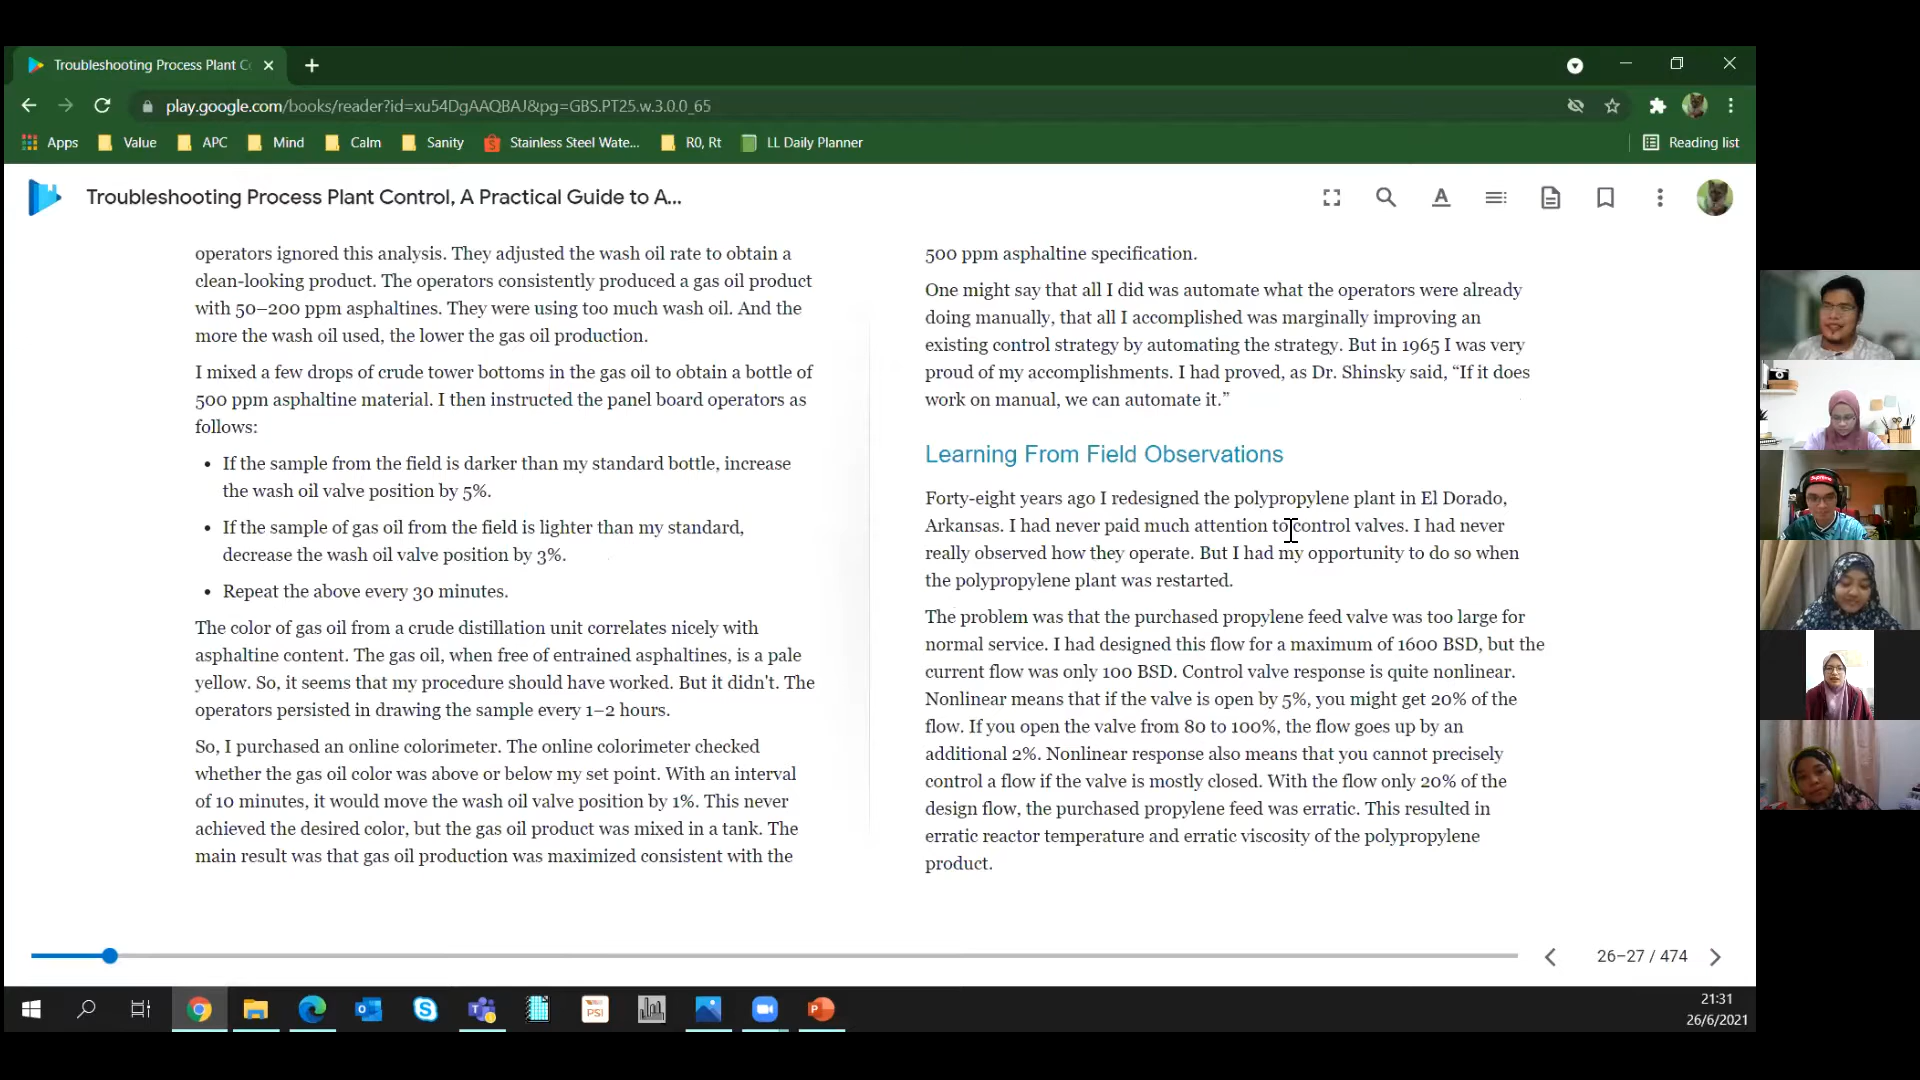 Troubleshooting Process Plant C
play.google.com/books/reader?id=xu54DgAAQBAJ&pg=GBS.PT25.w.3.0.0_65
Apps
Value
APC
Mind
Calm
Sanity
Stainless Steel Wate...
R0, Rt
LL Daily Planner
Reading list
Troubleshooting Process Plant Control, A Practical Guide to A...
operators ignored this analysis. They adjusted the wash oil rate to obtain a
clean-looking product. The operators consistently produced a gas oil product
with 50–200 ppm asphaltines. They were using too much wash oil. And the
more the wash oil used, the lower the gas oil production.
I mixed a few drops of crude tower bottoms in the gas oil to obtain a bottle of
500 ppm asphaltine material. I then instructed the panel board operators as
follows:
• If the sample from the field is darker than my standard bottle, increase
the wash oil valve position by 5%.
• If the sample of gas oil from the field is lighter than my standard,
decrease the wash oil valve position by 3%.
• Repeat the above every 30 minutes.
The color of gas oil from a crude distillation unit correlates nicely with
asphaltine content. The gas oil, when free of entrained asphaltines, is a pale
yellow. So, it seems that my procedure should have worked. But it didn't. The
operators persisted in drawing the sample every 1–2 hours.
So, I purchased an online colorimeter. The online colorimeter checked
whether the gas oil color was above or below my set point. With an interval
of 10 minutes, it would move the wash oil valve position by 1%. This never
achieved the desired color, but the gas oil product was mixed in a tank. The
main result was that gas oil production was maximized consistent with the
500 ppm asphaltine specification.
One might say that all I did was automate what the operators were already
doing manually, that all I accomplished was marginally improving an
existing control strategy by automating the strategy. But in 1965 I was very
proud of my accomplishments. I had proved, as Dr. Shinsky said, “If it does
work on manual, we can automate it.”
Learning From Field Observations
Forty-eight years ago I redesigned the polypropylene plant in El Dorado,
Arkansas. I had never paid much attention to control valves. I had never
really observed how they operate. But I had my opportunity to do so when
the polypropylene plant was restarted.
The problem was that the purchased propylene feed valve was too large for
normal service. I had designed this flow for a maximum of 1600 BSD, but the
current flow was only 100 BSD. Control valve response is quite nonlinear.
Nonlinear means that if the valve is open by 5%, you might get 20% of the
flow. If you open the valve from 80 to 100%, the flow goes up by an
additional 2%. Nonlinear response also means that you cannot precisely
control a flow if the valve is mostly closed. With the flow only 20% of the
design flow, the purchased propylene feed was erratic. This resulted in
erratic reactor temperature and erratic viscosity of the polypropylene
product.
26–27 / 474
PSI
21:31
26/6/2021